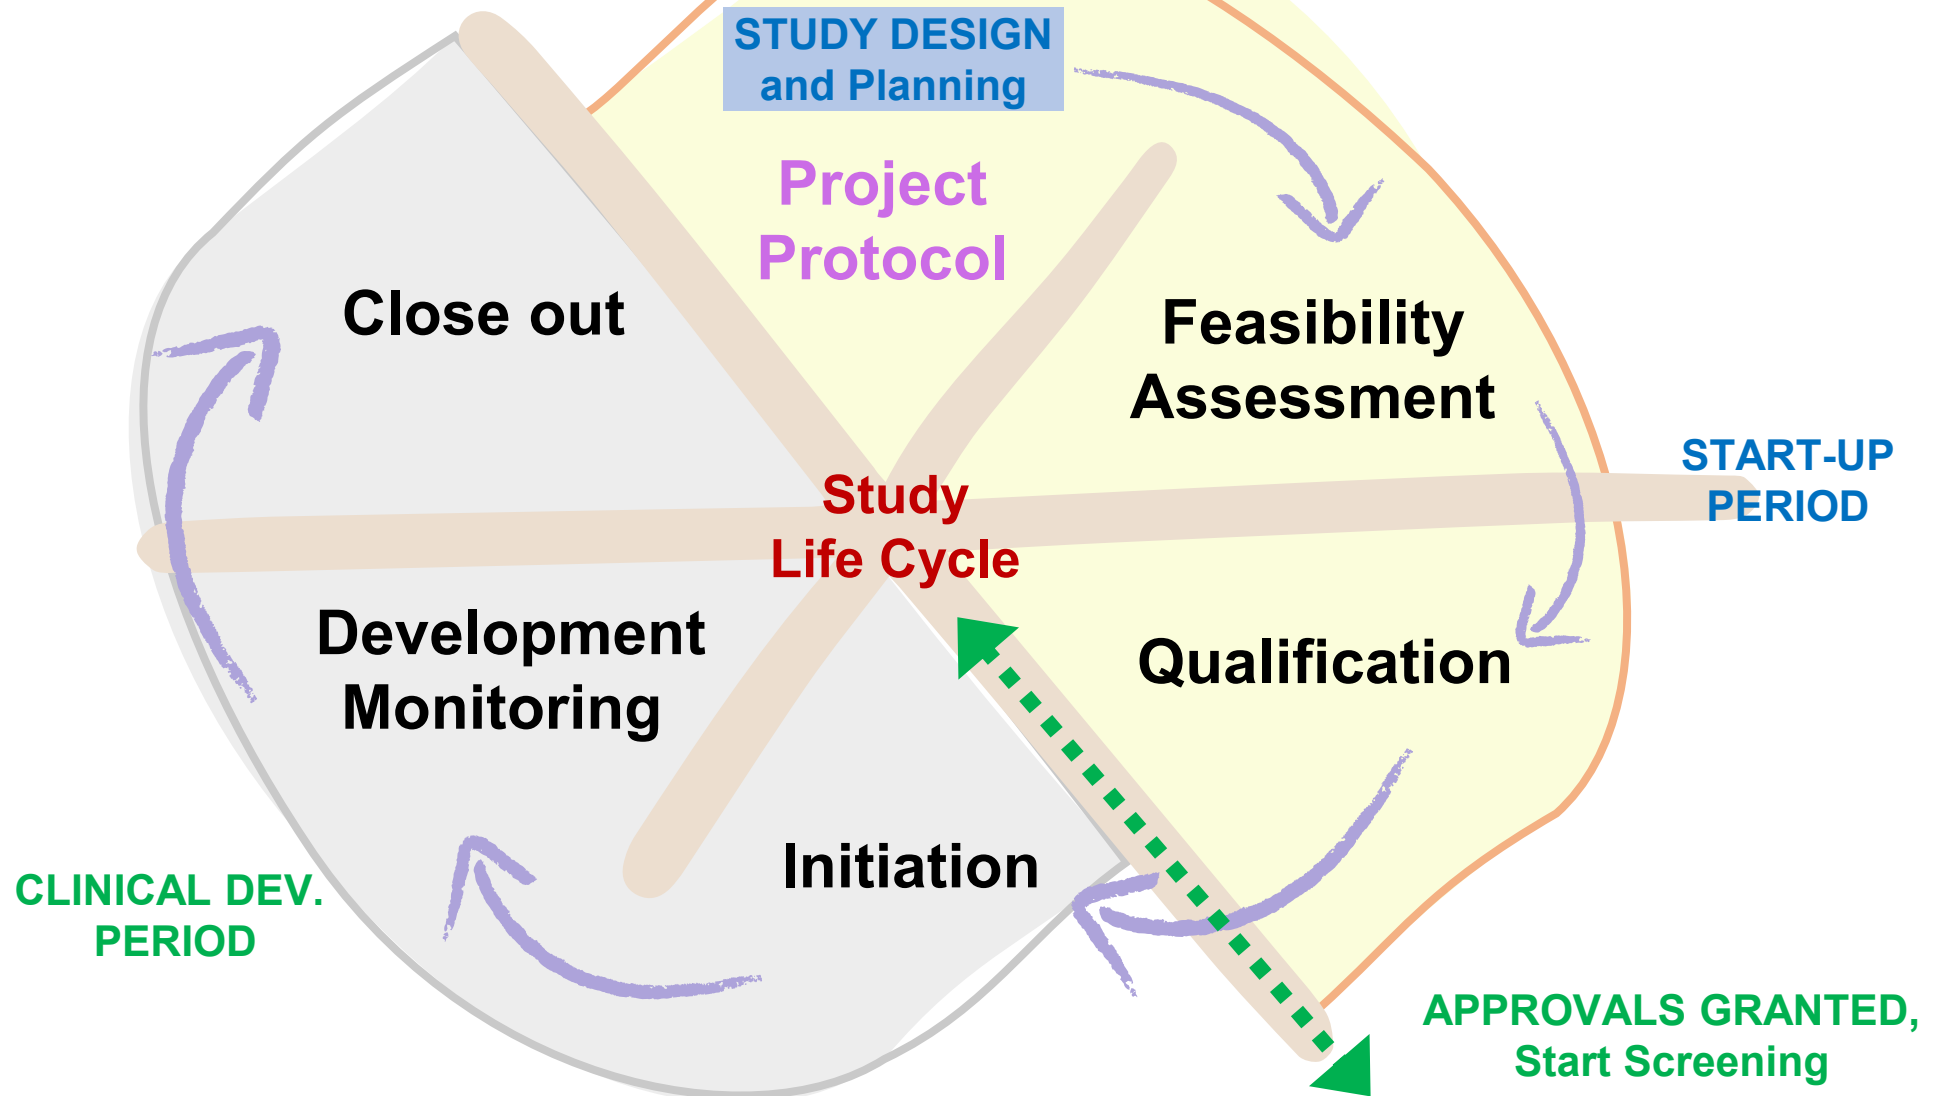 STUDY DESIGN
and Planning
Project
Protocol
Feasibility
Assessment
START-UP
PERIOD
Qualification
APPROVALS GRANTED,
Start Screening
Initiation
Development
Monitoring
CLINICAL DEV.
PERIOD
Close out
Study
Life Cycle